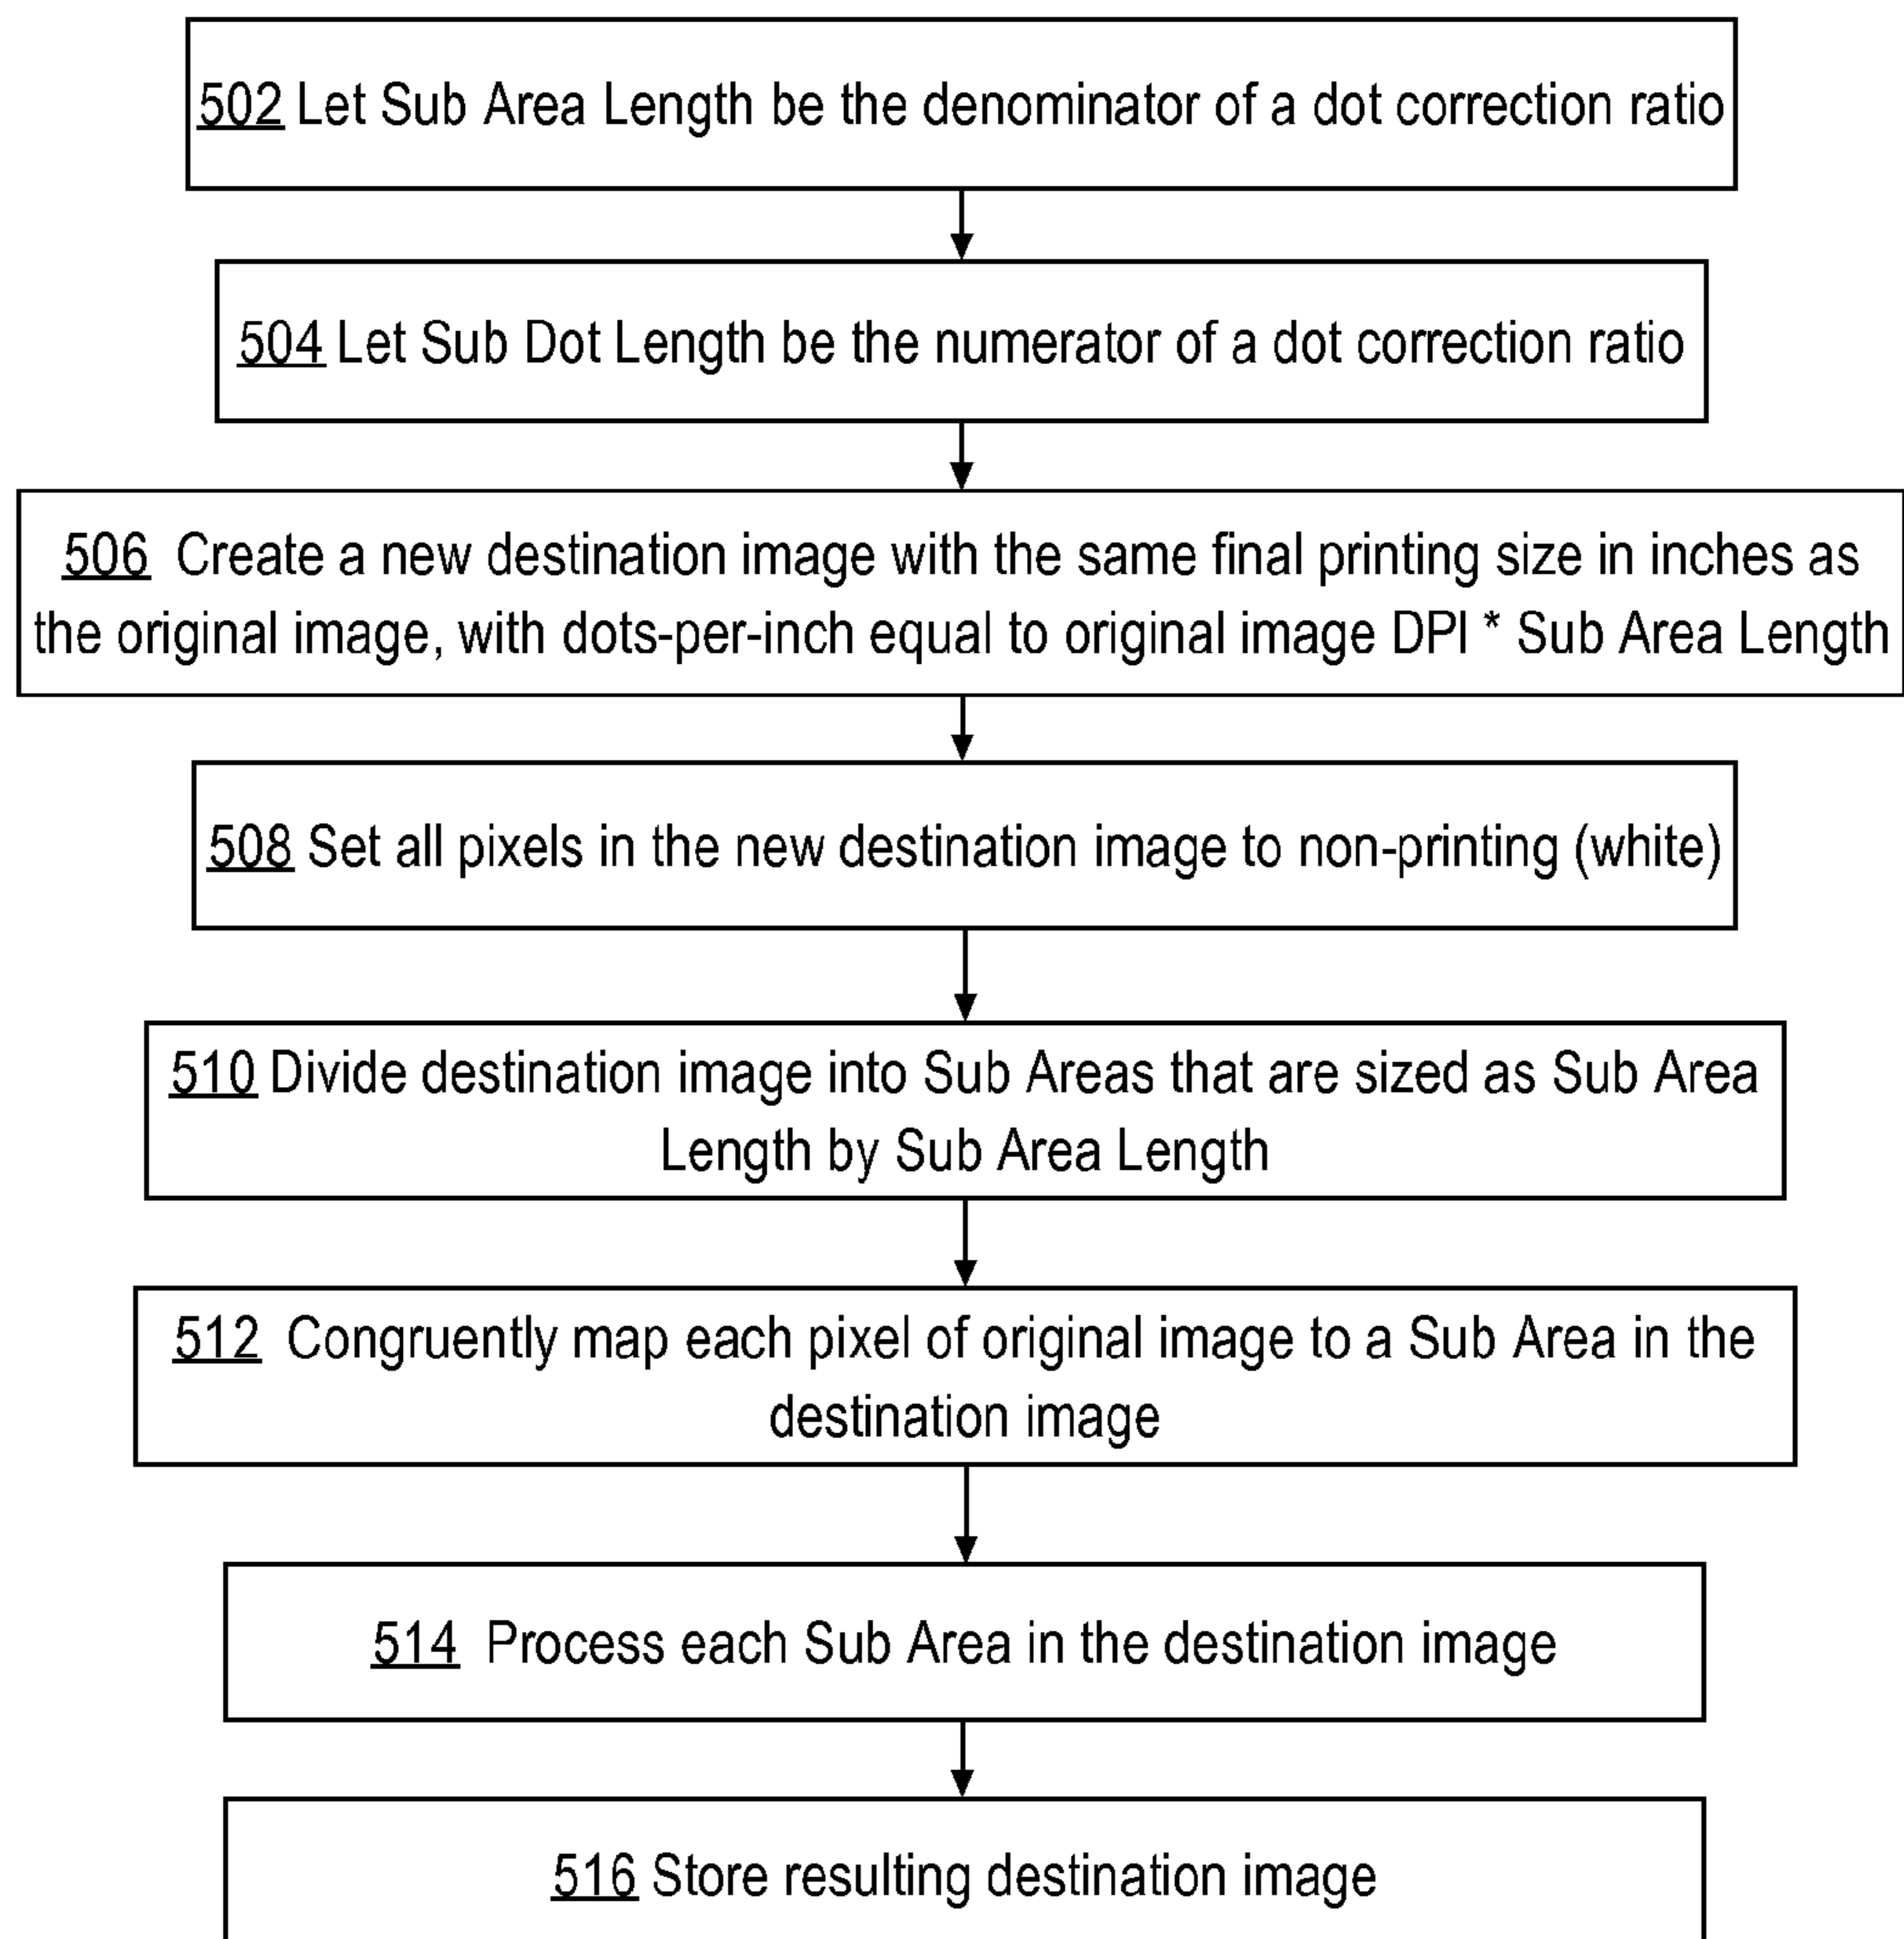 502 Let Sub Area Length be the denominator of a dot correction ratio
504 Let Sub Dot Length be the numerator of a dot correction ratio
506 Create a new destination image with the same final printing size in inches as
the original image, with dots-per-inch equal to original image DPI * Sub Area Length
508 Set all pixels in the new destination image to non-printing (white)
510 Divide destination image into Sub Areas that are sized as Sub Area
Length by Sub Area Length
512 Congruently map each pixel of original image to a Sub Area in the
destination image
514 Process each Sub Area in the destination image
516 Store resulting destination image